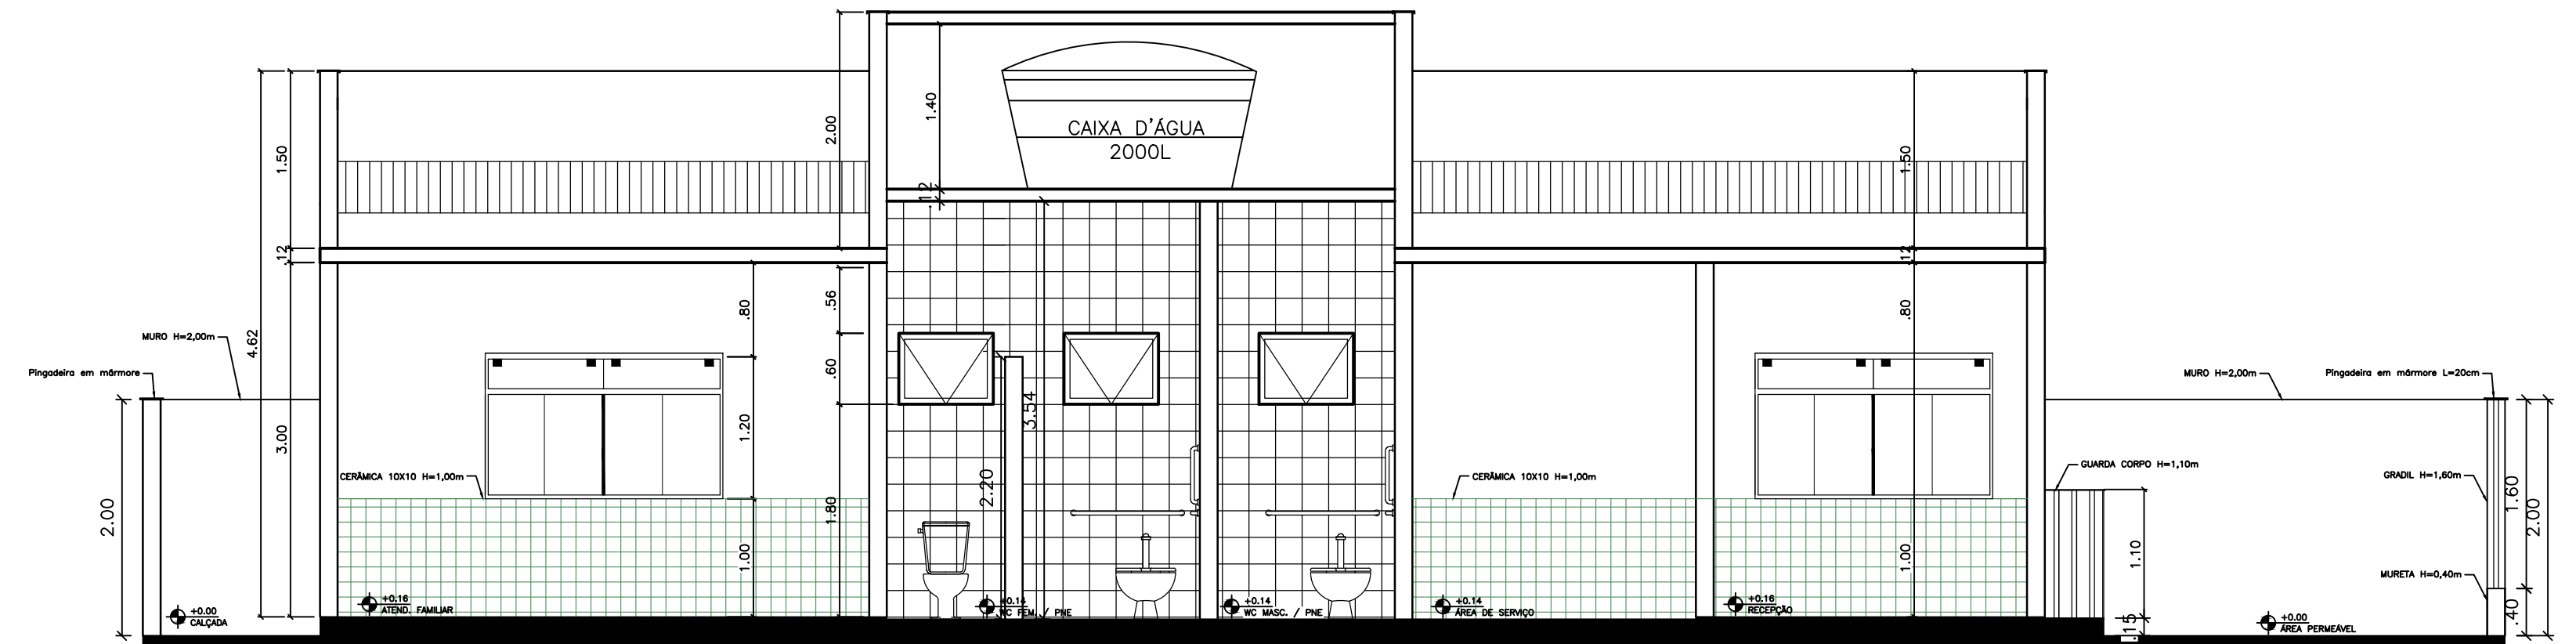 2.00
1.40
CAIXA D'ÁGUA
2000L
.12
1.50
.12
4.62
3.00
1.50
.12
.80
1.00
MURO H=2,00m
Pingadeira em mármore
2.00
.80
1.20
1.00
.56
.60
1.80
3.54
2.20
CERÂMICA 10X10 H=1,00m
CERÂMICA 10X10 H=1,00m
MURO H=2,00m
Pingadeira em mármore L=20cm
GUARDA CORPO H=1,10m
GRADIL H=1,60m
1.60
2.00
1.10
MURETA H=0,40m
.40
.15
+0.00
CALÇADA
+0.16
ATEND. FAMILIAR
+0.14
WC FEM. / PNE
+0.14
WC MASC. / PNE
+0.14
ÁREA DE SERVIÇO
+0.16
RECEPÇÃO
+0.00
ÁREA PERMEÁVEL